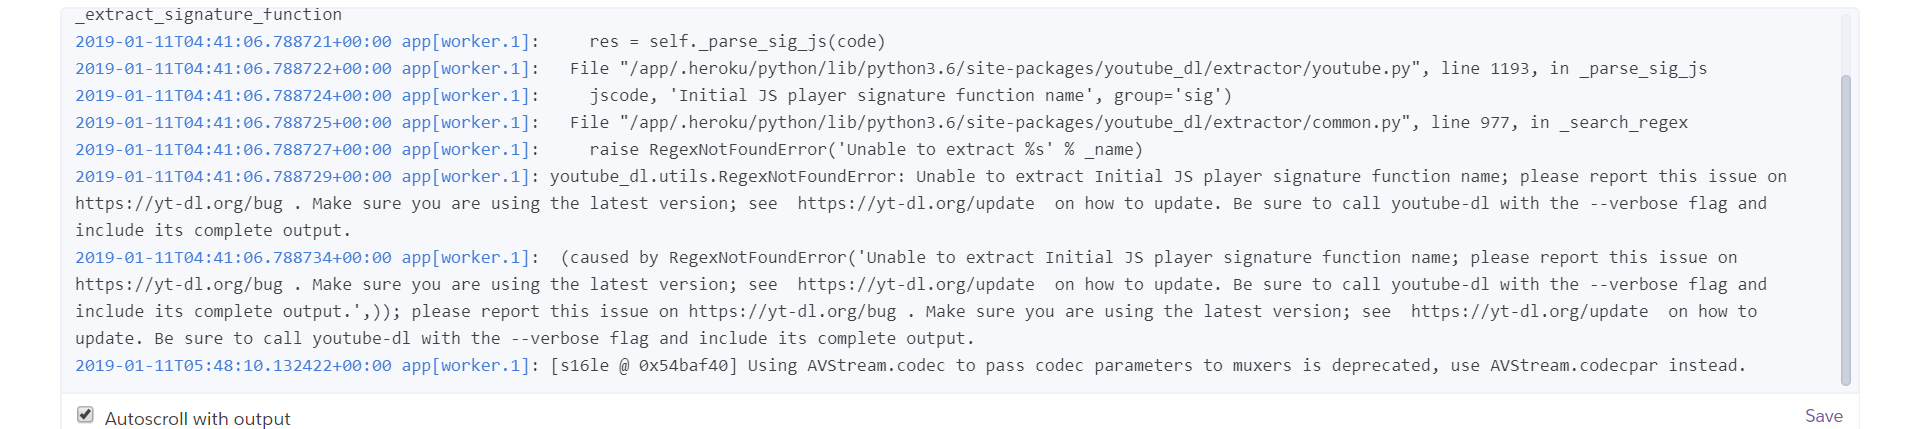 _extract_signature_function
2019-01-11T04:41:06.788721+00:00 app[worker.1]:     res = self._parse_sig_js(code)
2019-01-11T04:41:06.788722+00:00 app[worker.1]:   File "/app/.heroku/python/lib/python3.6/site-packages/youtube_dl/extractor/youtube.py", line 1193, in _parse_sig_js
2019-01-11T04:41:06.788724+00:00 app[worker.1]:     jscode, 'Initial JS player signature function name', group='sig')
2019-01-11T04:41:06.788725+00:00 app[worker.1]:   File "/app/.heroku/python/lib/python3.6/site-packages/youtube_dl/extractor/common.py", line 977, in _search_regex
2019-01-11T04:41:06.788727+00:00 app[worker.1]:     raise RegexNotFoundError('Unable to extract %s' % _name)
2019-01-11T04:41:06.788729+00:00 app[worker.1]: youtube_dl.utils.RegexNotFoundError: Unable to extract Initial JS player signature function name; please report this issue on
https://yt-dl.org/bug . Make sure you are using the latest version; see  https://yt-dl.org/update  on how to update. Be sure to call youtube-dl with the --verbose flag and
include its complete output.
2019-01-11T04:41:06.788734+00:00 app[worker.1]:  (caused by RegexNotFoundError('Unable to extract Initial JS player signature function name; please report this issue on
https://yt-dl.org/bug . Make sure you are using the latest version; see  https://yt-dl.org/update  on how to update. Be sure to call youtube-dl with the --verbose flag and
include its complete output.',)); please report this issue on https://yt-dl.org/bug . Make sure you are using the latest version; see  https://yt-dl.org/update  on how to
update. Be sure to call youtube-dl with the --verbose flag and include its complete output.
2019-01-11T05:48:10.132422+00:00 app[worker.1]: [s16le @ 0x54baf40] Using AVStream.codec to pass codec parameters to muxers is deprecated, use AVStream.codecpar instead.
Autoscroll with output
Save